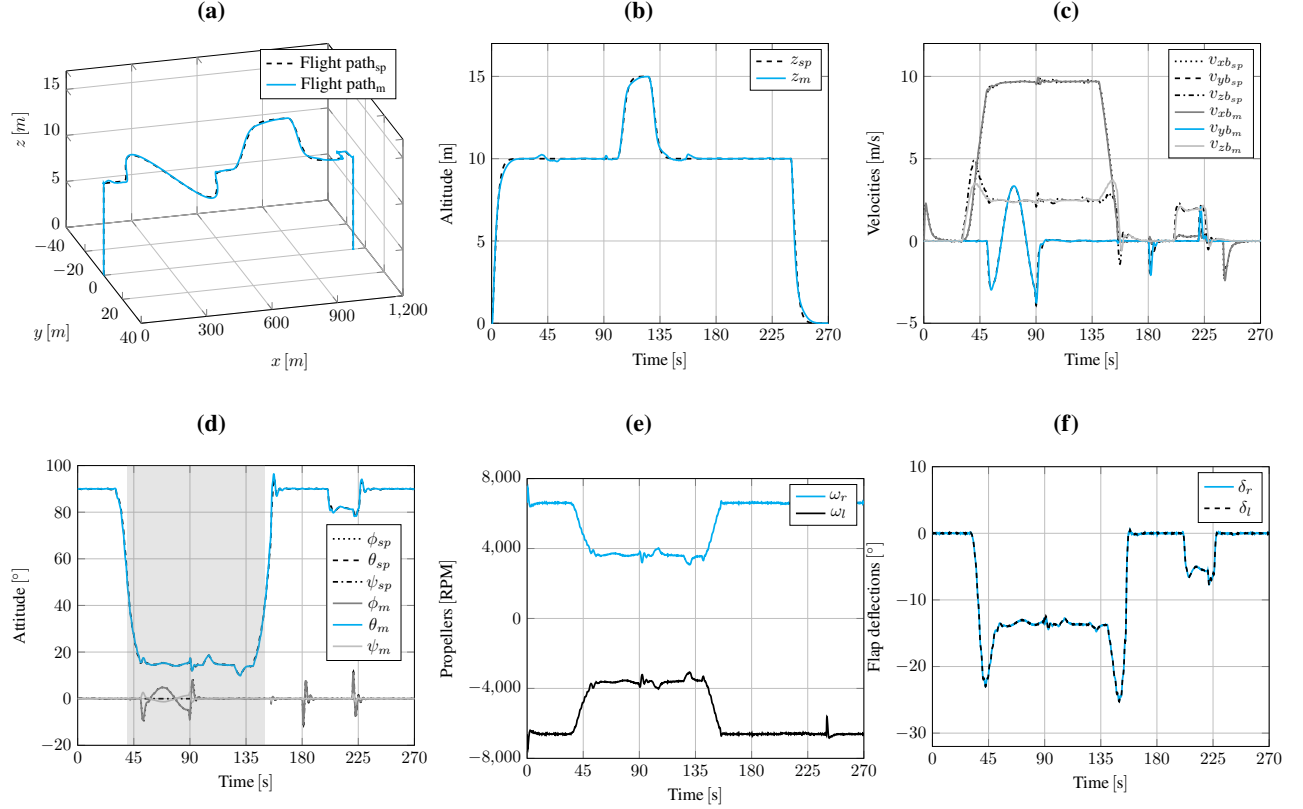 (a)
Flight path_sp
Flight path_m
15
10
5
0
z [m]
−40
−20
0
20
40
y [m]
0
300
600
900
1,200
x [m]
(b)
z_sp
z_m
15
10
5
0
Altitude [m]
0 45 90 135 180 225 270
Time [s]
(c)
v_xb_sp
v_yb_sp
v_zb_sp
v_xb_m
v_yb_m
v_zb_m
10
5
0
−5
Velocities [m/s]
0 45 90 135 180 225 270
Time [s]
(d)
100
80
60
40
20
0
−20
Attitude [°]
ϕ_sp
θ_sp
ψ_sp
ϕ_m
θ_m
ψ_m
0 45 90 135 180 225 270
Time [s]
(e)
8,000
4,000
0
−4,000
−8,000
Propellers [RPM]
ω_r
ω_l
0 45 90 135 180 225 270
Time [s]
(f)
10
0
−10
−20
−30
Flap deflections [°]
δ_r
δ_l
0 45 90 135 180 225 270
Time [s]